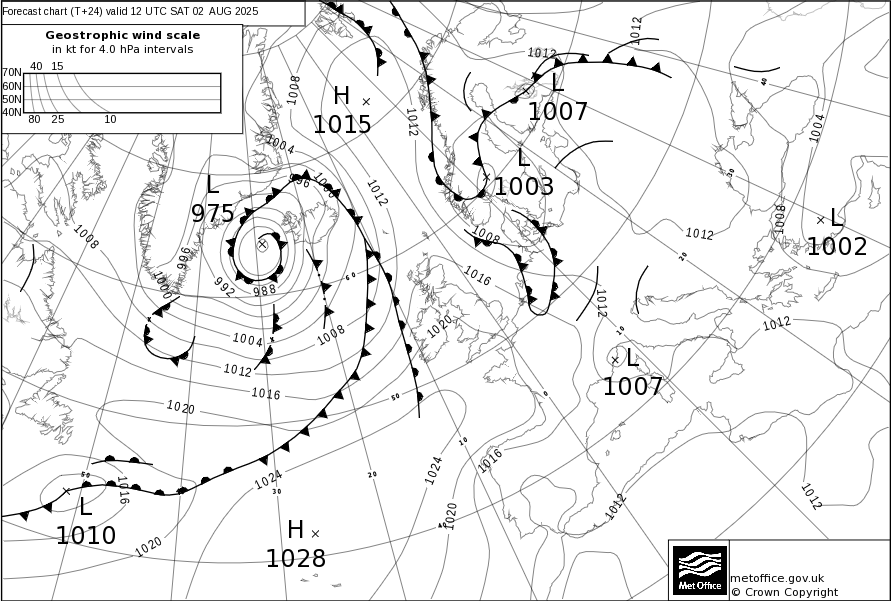 Forecast chart (T+24) valid 12 UTC SAT 02 AUG 2025
Geostrophic wind scale
in kt for 4.0 hPa intervals
40 15
70N
60N
50N
40N
80 25 10
1012
1012
H
1015
1008
1012
L
1007
40
1004
1004
L
1003
L
975
996
1000
1012
30
1008
L
1002
1008
1008
1012
996
1000
992
988
60
1016
1012
20
1020
1004
1008
10
1012
L
1007
1012
1016
1020
50
0
1016
10
1024
1024
30
20
50
1016
L
1010
H
1028
1020
40
1020
1012
1012
Met Office
metoffice.gov.uk
© Crown Copyright